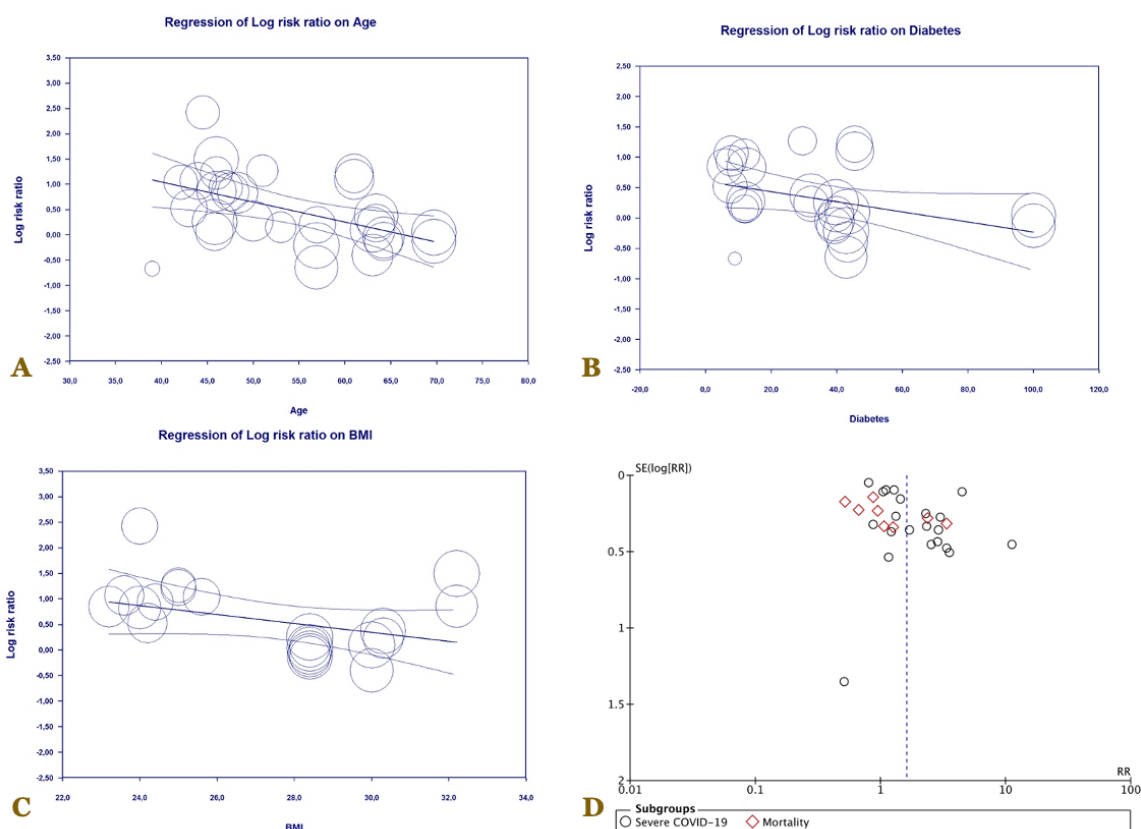 Regression of Log risk ratio on Age
3,50
3,00
2,50
2,00
1,50
1,00
0,50
0,00
-0,50
-1,00
-1,50
-2,00
-2,50
Log risk ratio
30,0 35,0 40,0 45,0 50,0 55,0 60,0 65,0 70,0 75,0 80,0
Age
A
Regression of Log risk ratio on Diabetes
2,50
2,00
1,50
1,00
0,50
0,00
-0,50
-1,00
-1,50
-2,00
-2,50
Log risk ratio
-20,0 0,0 20,0 40,0 60,0 80,0 100,0 120,0
Diabetes
B
Regression of Log risk ratio on BMI
3,50
3,00
2,50
2,00
1,50
1,00
0,50
0,00
-0,50
-1,00
-1,50
-2,00
-2,50
Log risk ratio
22,0 24,0 26,0 28,0 30,0 32,0 34,0
BMI
C
SE(log[RR])
0
0.5
1
1.5
2
0.01 0.1 1 10 100
RR
Subgroups
Severe COVID-19 Mortality
D